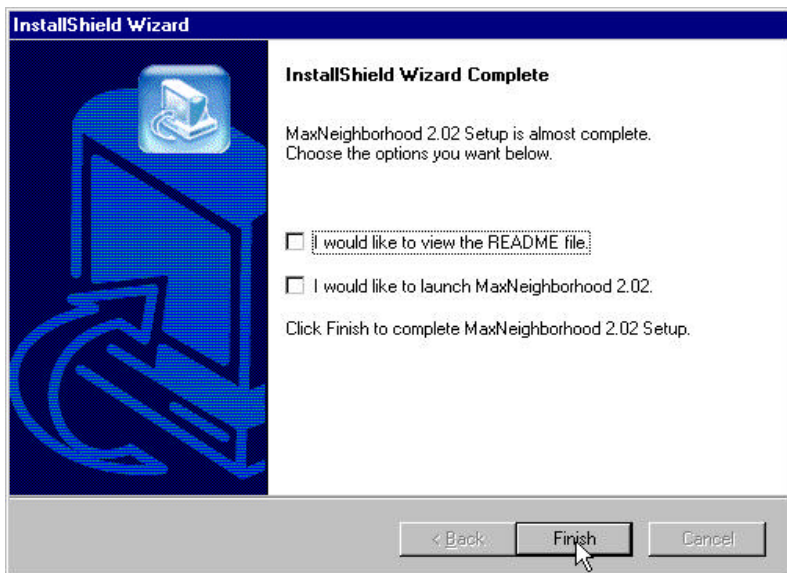 InstallShield Wizard
InstallShield Wizard Complete
MaxNeighborhood 2.02 Setup is almost complete.
Choose the options you want below.
I would like to view the README file.
I would like to launch MaxNeighborhood 2.02.
Click Finish to complete MaxNeighborhood 2.02 Setup.
< Back Finish Cancel